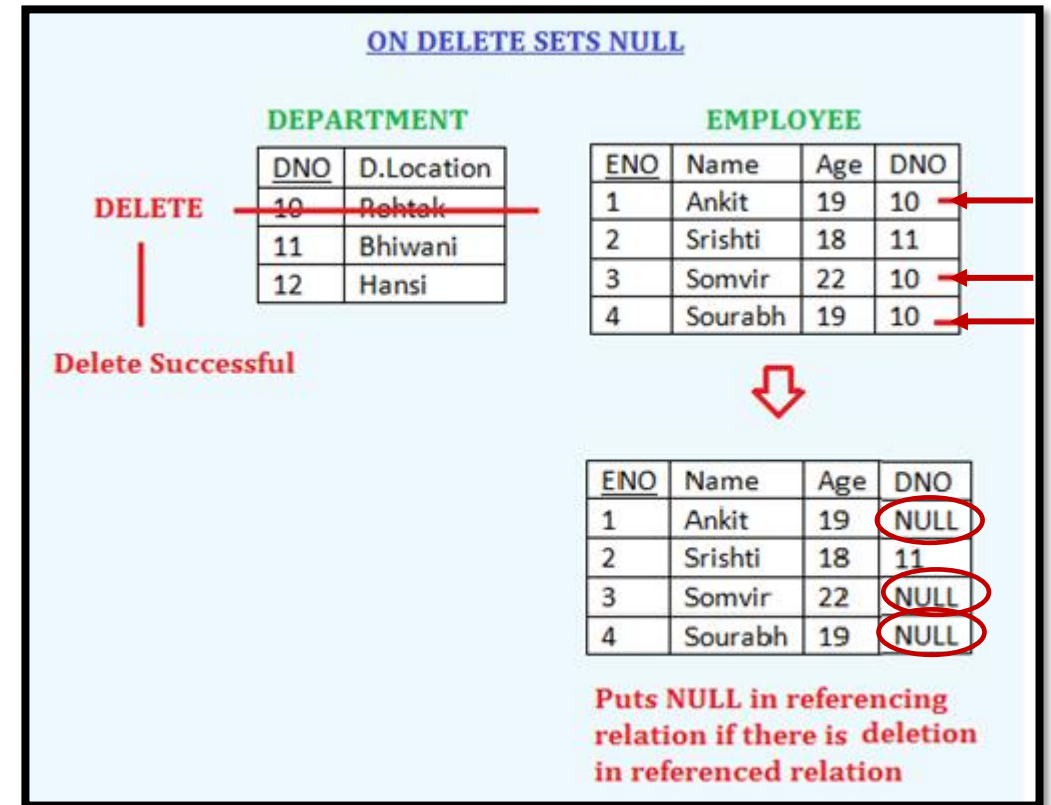 ON DELETE SETS NULL
DEPARTMENT
DNO D.Location
DELETE 10 Rohtak
11 Bhiwani
12 Hansi
Delete Successful
EMPLOYEE
ENO Name Age DNO
1 Ankit 19 10
2 Srishti 18 11
3 Somvir 22 10
4 Sourabh 19 10
ENO Name Age DNO
1 Ankit 19 NULL
2 Srishti 18 11
3 Somvir 22 NULL
4 Sourabh 19 NULL
Puts NULL in referencing
relation if there is deletion
in referenced relation